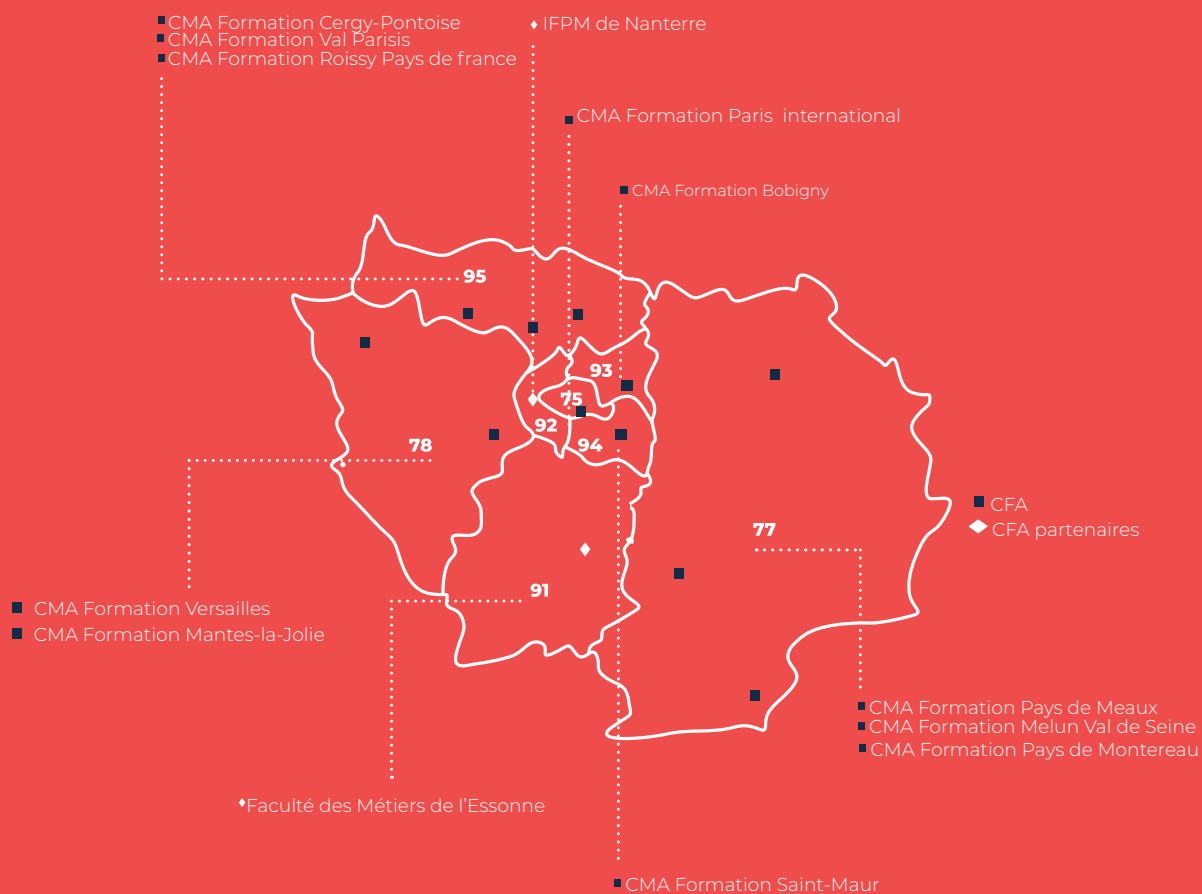 CMA Formation Cergy-Pontoise
CMA Formation Val Parisis
CMA Formation Roissy Pays de france
IFPM de Nanterre
CMA Formation Paris international
CMA Formation Bobigny
95
93
75
92
94
78
77
91
CFA
CFA partenaires
CMA Formation Versailles
CMA Formation Mantes-la-Jolie
CMA Formation Pays de Meaux
CMA Formation Melun Val de Seine
CMA Formation Pays de Montereau
Faculté des Métiers de l’Essonne
CMA Formation Saint-Maur